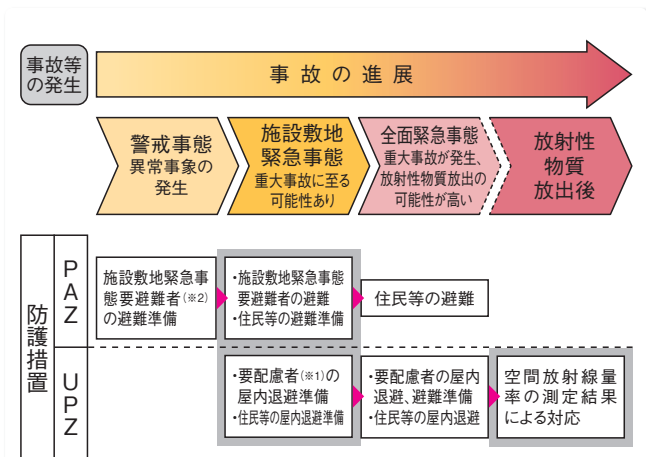 事故等
の発生
事故の進展
警戒事態
異常事象の
発生
施設敷地
緊急事態
重大事故に至る
可能性あり
全面緊急事態
重大事故が発生、
放射性物質放出の
可能性が高い
放射性
物質
放出後
防護措置
PAZ
施設敷地緊急事
態要避難者(※2)
の避難準備
・施設敷地緊急事態
要避難者の避難
・住民等の避難準備
住民等の避難
UPZ
・要配慮者(※1)の
屋内退避準備
・住民等の屋内退避準備
・要配慮者の屋内
退避、避難準備
・住民等の屋内退避
空間放射線量
率の測定結果
による対応